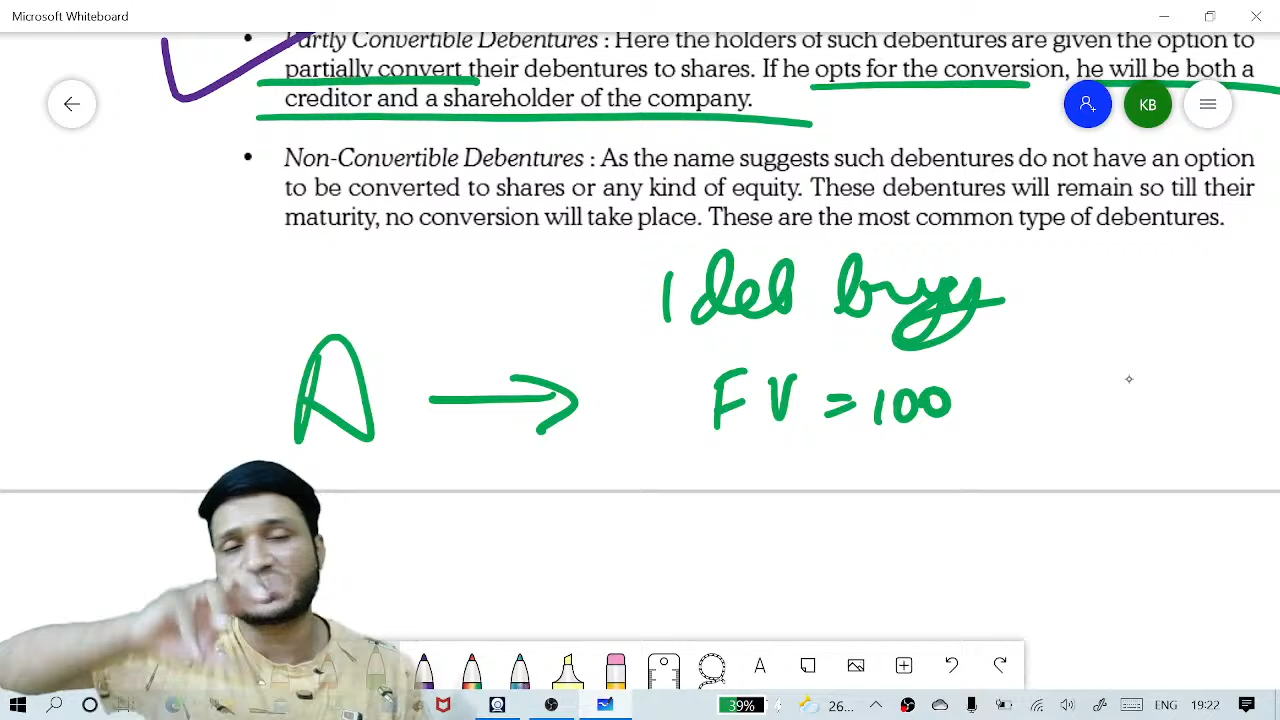 Microsoft Whiteboard
• Partly Convertible Debentures : Here the holders of such debentures are given the option to
partially convert their debentures to shares. If he opts for the conversion, he will be both a
creditor and a shareholder of the company.
KB
• Non-Convertible Debentures : As the name suggests such debentures do not have an option
to be converted to shares or any kind of equity. These debentures will remain so till their
maturity, no conversion will take place. These are the most common type of debentures.
1 deb buys
A → FV = 100
A
39%
26...
ENG
19:22